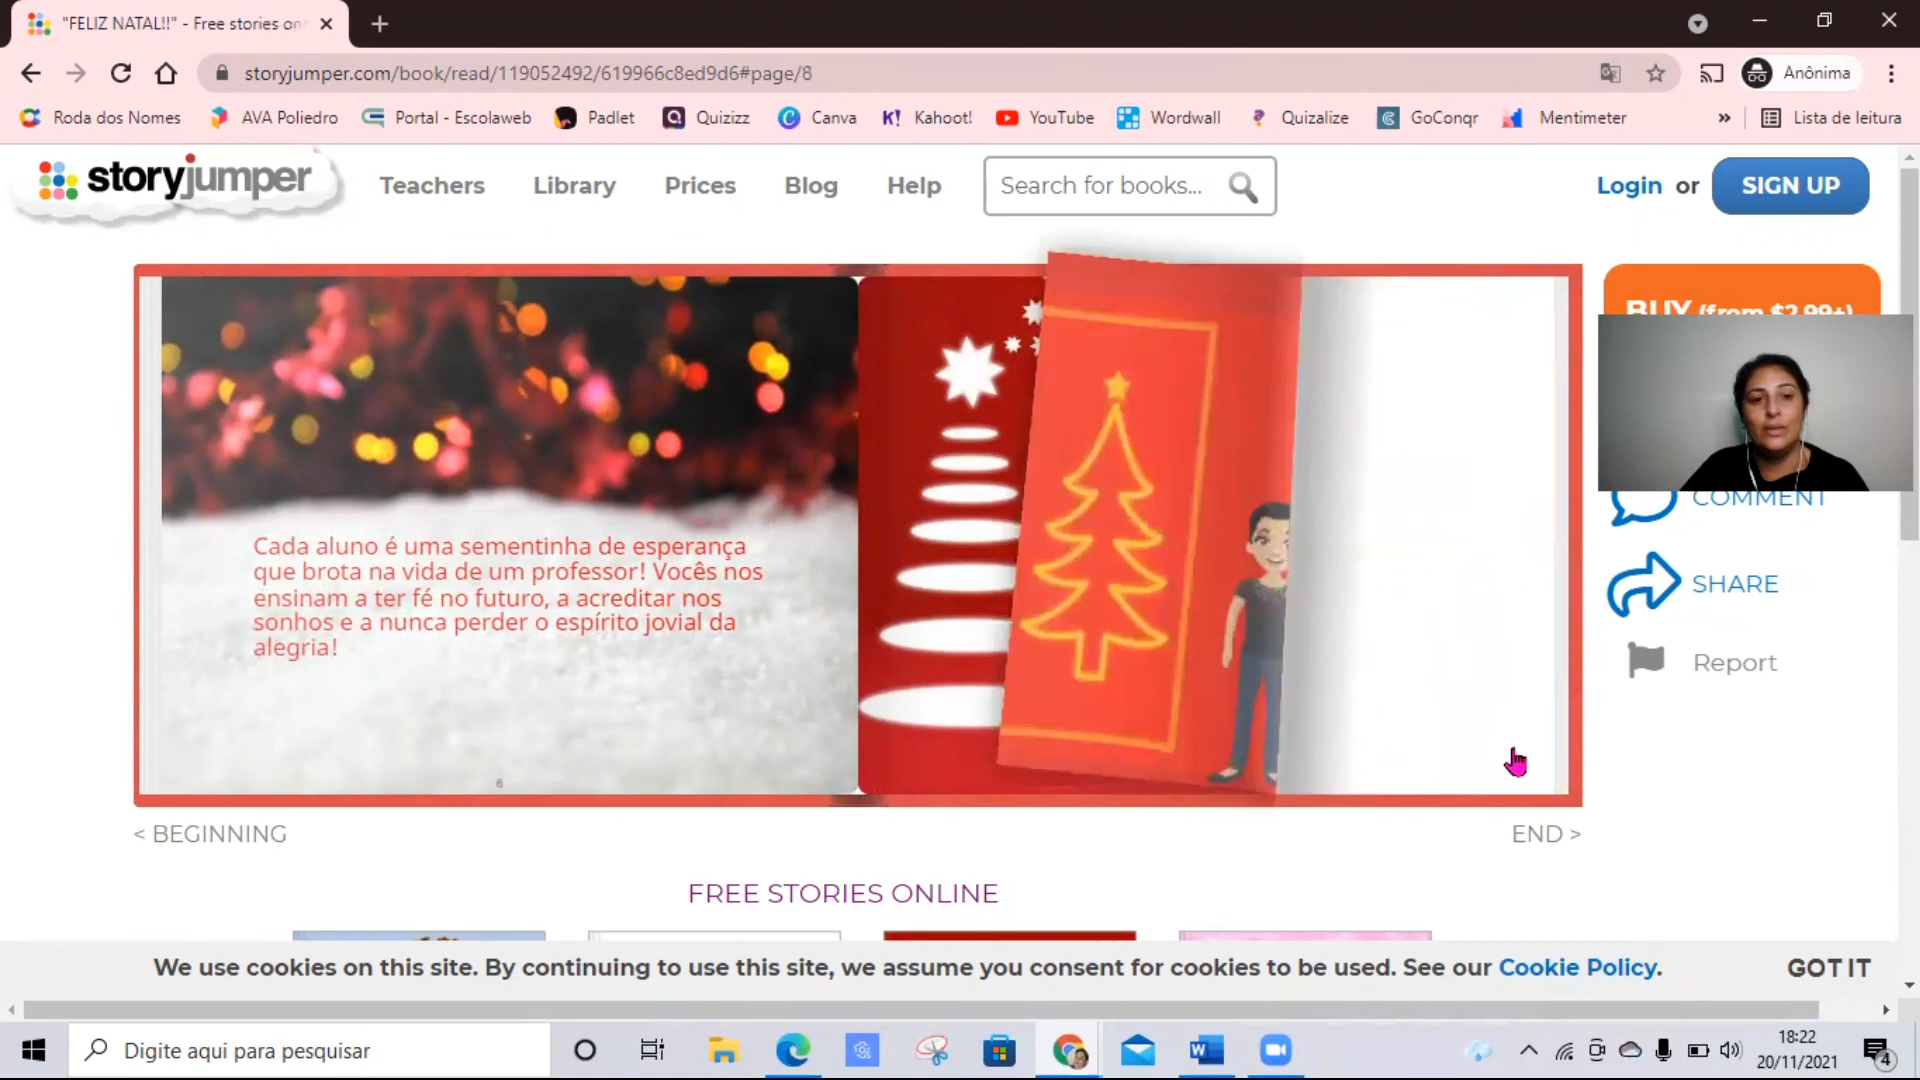 "FELIZ NATAL!!" - Free stories on
storyjumper.com/book/read/119052492/619966c8ed9d6#page/8
Anônima
Roda dos Nomes
AVA Poliedro
Portal - Escolaweb
Padlet
Quizizz
Canva
Kahoot!
YouTube
Wordwall
Quizalize
GoConqr
Mentimeter
Lista de leitura
storyjumper
Teachers
Library
Prices
Blog
Help
Search for books...
Login or
SIGN UP
BUY (from $2.99+)
COMMENT
SHARE
Report
Cada aluno é uma sementinha de esperança
que brota na vida de um professor! Vocês nos
ensinam a ter fé no futuro, a acreditar nos
sonhos e a nunca perder o espírito jovial da
alegria!
6
< BEGINNING
END >
FREE STORIES ONLINE
We use cookies on this site. By continuing to use this site, we assume you consent for cookies to be used. See our Cookie Policy.
GOT IT
Digite aqui para pesquisar
18:22
20/11/2021
4